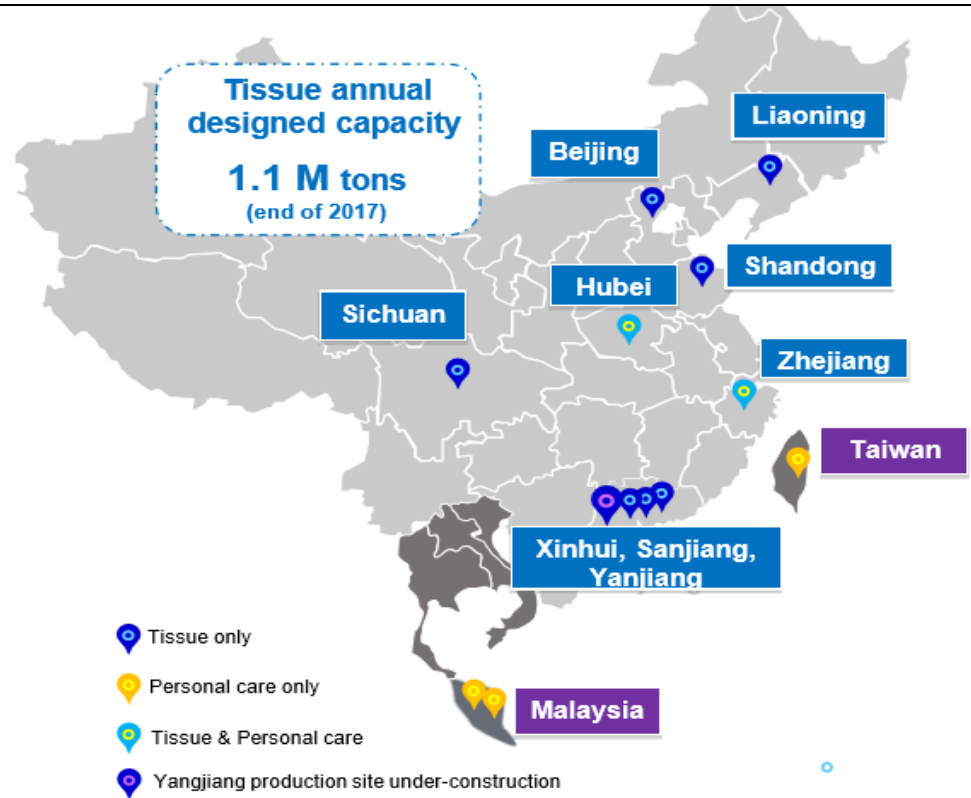 Tissue annual
designed capacity
1.1 M tons
(end of 2017)
Liaoning
Beijing
Shandong
Hubei
Sichuan
Zhejiang
Taiwan
Xinhui, Sanjiang,
Yanjiang
Tissue only
Personal care only
Malaysia
Tissue & Personal care
Yangjiang production site under-construction